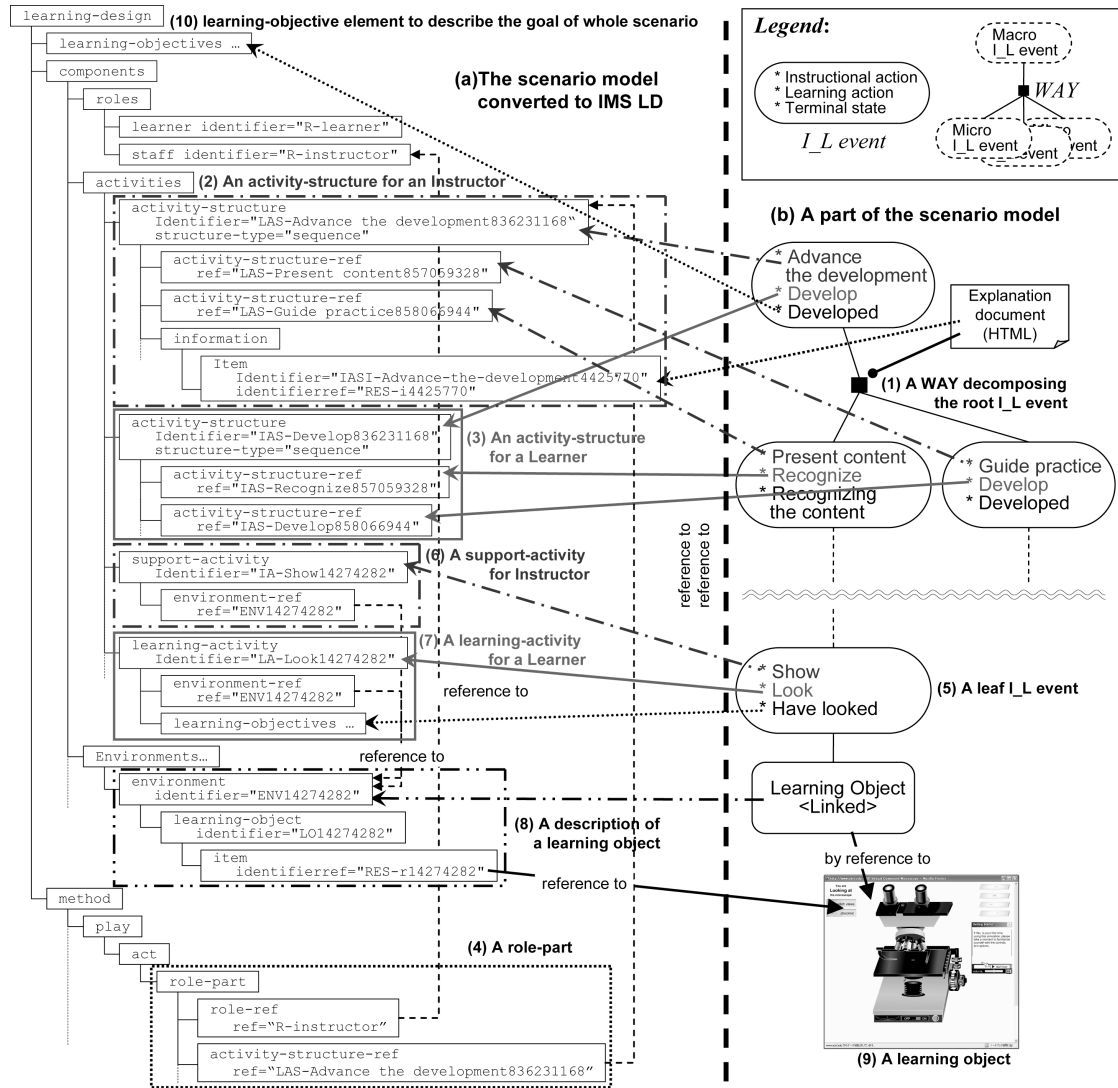 learning-design
(10) learning-objective element to describe the goal of whole scenario
learning-objectives …
components
roles
learner identifier="R-learner"
staff identifier="R-instructor"
(a)The scenario model
converted to IMS LD
activities
(2) An activity-structure for an Instructor
activity-structure
Identifier="LAS-Advance the development836231168“
structure-type="sequence"
activity-structure-ref
ref="LAS-Present content857059328"
activity-structure-ref
ref="LAS-Guide practice858066944"
information
Item
Identifier="IASI-Advance-the-development4425770"
identifierref="RES-i4425770"
activity-structure
Identifier="IAS-Develop836231168"
structure-type="sequence"
(3) An activity-structure
for a Learner
activity-structure-ref
ref="IAS-Recognize857059328"
activity-structure-ref
ref="IAS-Develop858066944"
(6) A support-activity
for Instructor
support-activity
Identifier="IA-Show14274282"
environment-ref
ref="ENV14274282"
(7) A learning-activity
for a Learner
learning-activity
Identifier="LA-Look14274282"
environment-ref
ref="ENV14274282"
learning-objectives …
reference to
Environments…
reference to
environment
identifier="ENV14274282"
learning-object
identifier="LO14274282
(8) A description of
a learning object
item
identifierref="RES-r14274282"
reference to
method
play
act
(4) A role-part
role-part
role-ref
ref=“R-instructor”
activity-structure-ref
ref=“LAS-Advance the development836231168”
reference to
reference to
Legend:
* Instructional action
* Learning action
* Terminal state
I_L event
Macro
I_L event
WAY
Micro
I_L event
(b) A part of the scenario model
* Advance
the development
* Develop
* Developed
Explanation
document
(HTML)
(1) A WAY decomposing
the root I_L event
* Present content
* Recognize
* Recognizing
the content
* Guide practice
* Develop
* Developed
* Show
* Look
* Have looked
(5) A leaf I_L event
Learning Object
<Linked>
by reference to
You are
Looking at
(9) A learning object